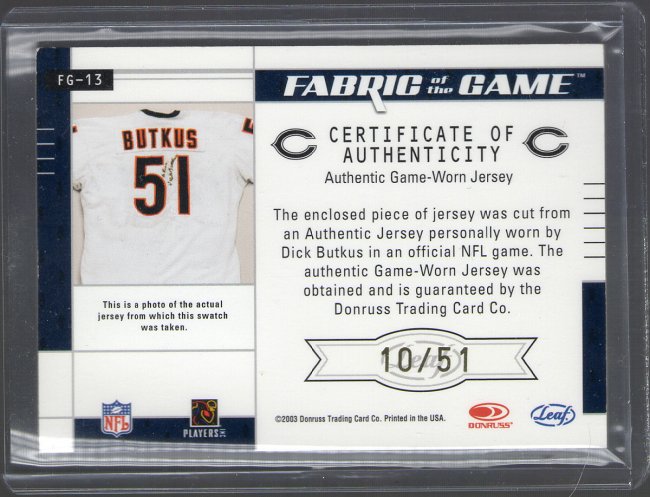 FG-13
BUTKUS
51
This is a photo of the actual
jersey from which this swatch
was taken.
NFL
PLAYERS INC
FABRIC of the GAME™
CERTIFICATE OF
AUTHENTICITY
Authentic Game-Worn Jersey
The enclosed piece of jersey was cut from
an Authentic Jersey personally worn by
Dick Butkus in an official NFL game. The
authentic Game-Worn Jersey was
obtained and is guaranteed by the
Donruss Trading Card Co.
Leaf
10/51
©2003 Donruss Trading Card Co. Printed in the USA.
DONRUSS
Leaf